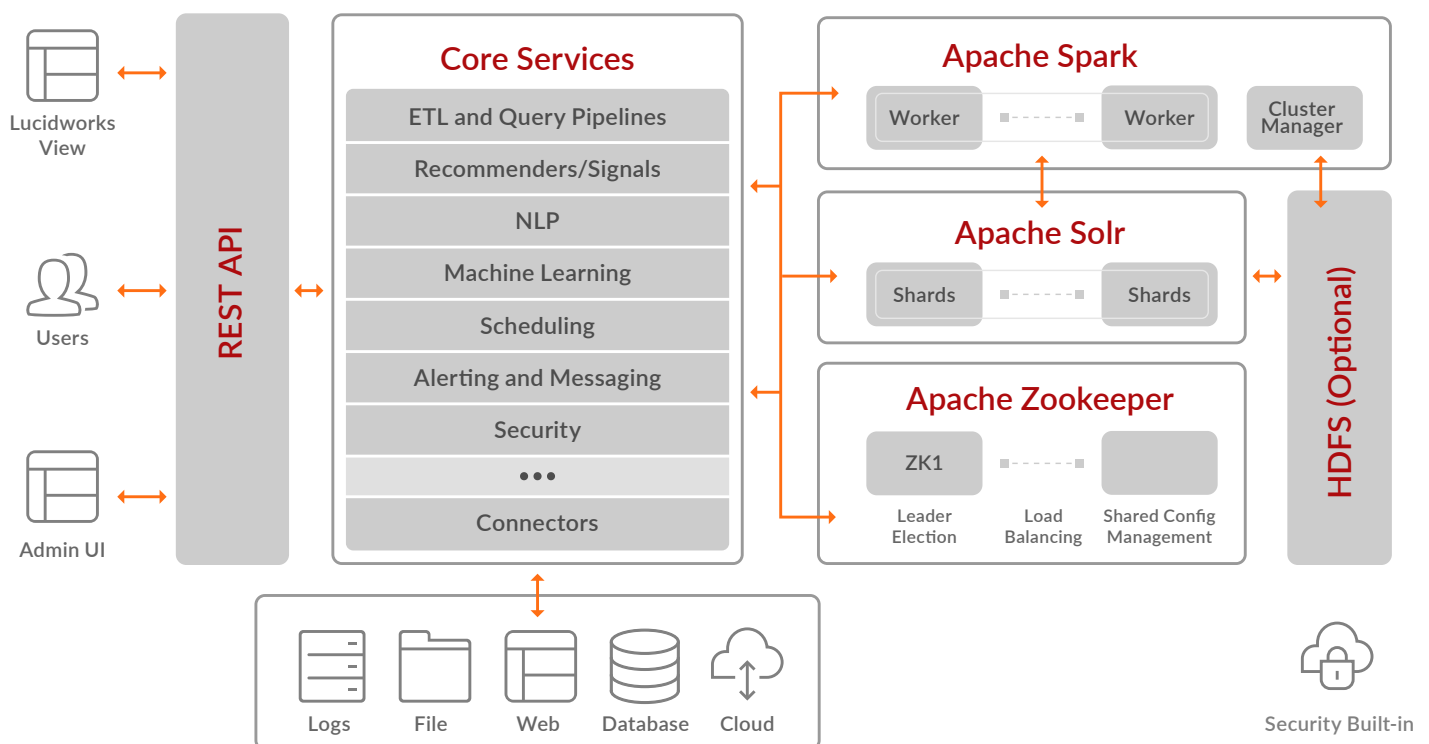 Lucidworks
View
Users
Admin UI
REST API
Core Services
ETL and Query Pipelines
Recommenders/Signals
NLP
Machine Learning
Scheduling
Alerting and Messaging
Security
•••
Connectors
Apache Spark
Worker
Worker
Cluster
Manager
Apache Solr
Shards
Shards
Apache Zookeeper
ZK1
Leader
Election
Load
Balancing
Shared Config
Management
HDFS (Optional)
Logs
File
Web
Database
Cloud
Security Built-in